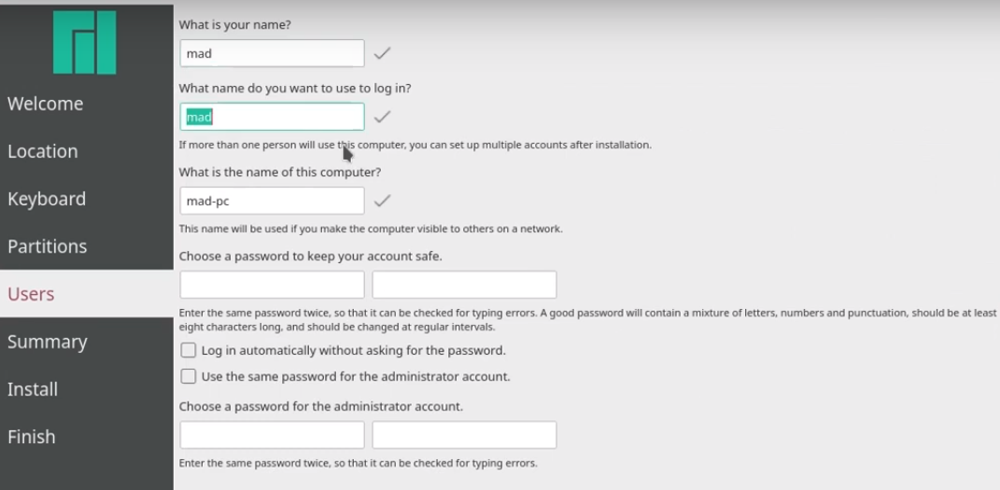 Welcome
Location
Keyboard
Partitions
Users
Summary
Install
Finish
What is your name?
mad
What name do you want to use to log in?
mad
If more than one person will use this computer, you can set up multiple accounts after installation.
What is the name of this computer?
mad-pc
This name will be used if you make the computer visible to others on a network.
Choose a password to keep your account safe.
Enter the same password twice, so that it can be checked for typing errors. A good password will contain a mixture of letters, numbers and punctuation, should be at least
eight characters long, and should be changed at regular intervals.
Log in automatically without asking for the password.
Use the same password for the administrator account.
Choose a password for the administrator account.
Enter the same password twice, so that it can be checked for typing errors.